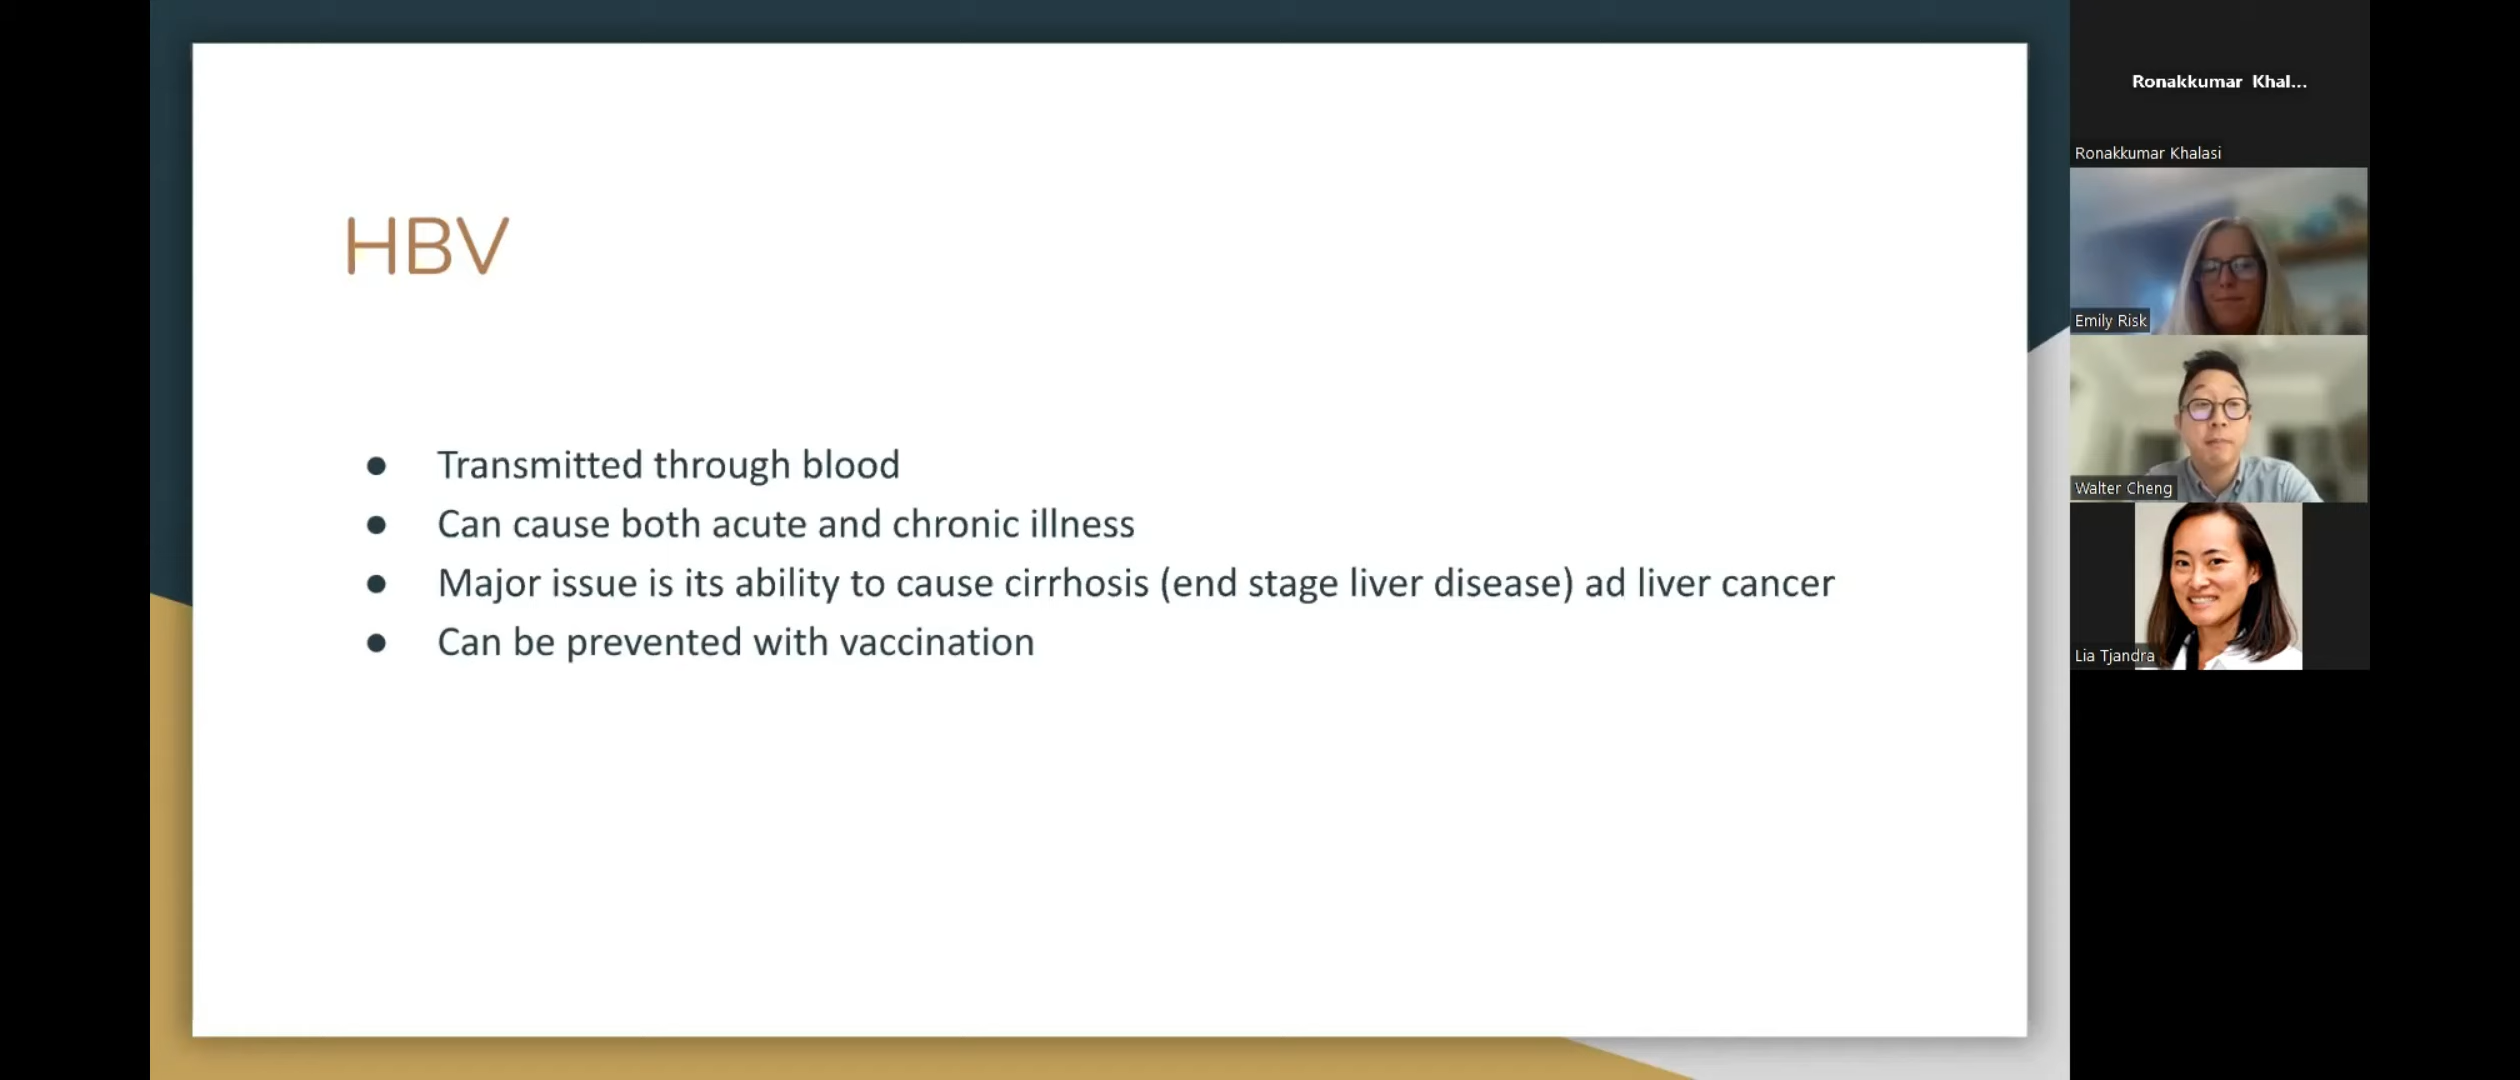 HBV
● Transmitted through blood
● Can cause both acute and chronic illness
● Major issue is its ability to cause cirrhosis (end stage liver disease) ad liver cancer
● Can be prevented with vaccination
Ronakkumar Khal...
Ronakkumar Khalasi
Emily Risk
Walter Cheng
Lia Tjandra